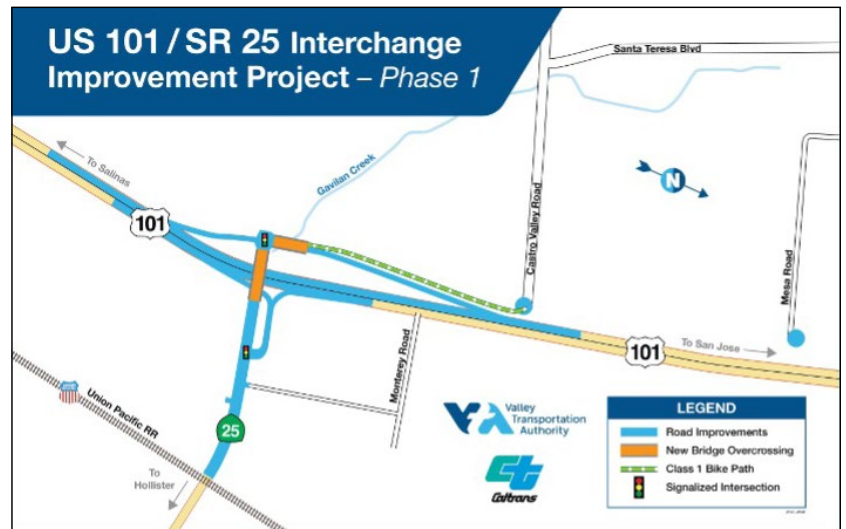 US 101 / SR 25 Interchange
Improvement Project – Phase 1
Santa Teresa Blvd
To Salinas
Gavilan Creek
N
101
Castro Valley Road
Mesa Road
To San Jose
101
Monterey Road
Union Pacific RR
25
To
Hollister
VTA
Valley
Transportation
Authority
ct
Caltrans
LEGEND
Road Improvements
New Bridge Overcrossing
Class 1 Bike Path
Signalized Intersection